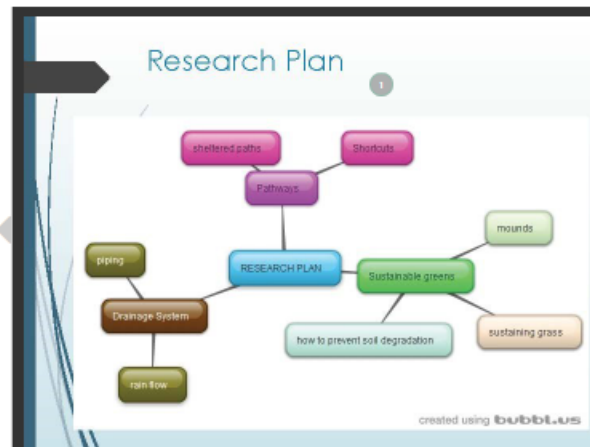 Research Plan
1
sheltered paths
Shortcuts
Pathways
mounds
piping
RESEARCH PLAN
Sustainable greens
Drainage System
how to prevent soil degradation
sustaining grass
rain flow
created using bubbl.us